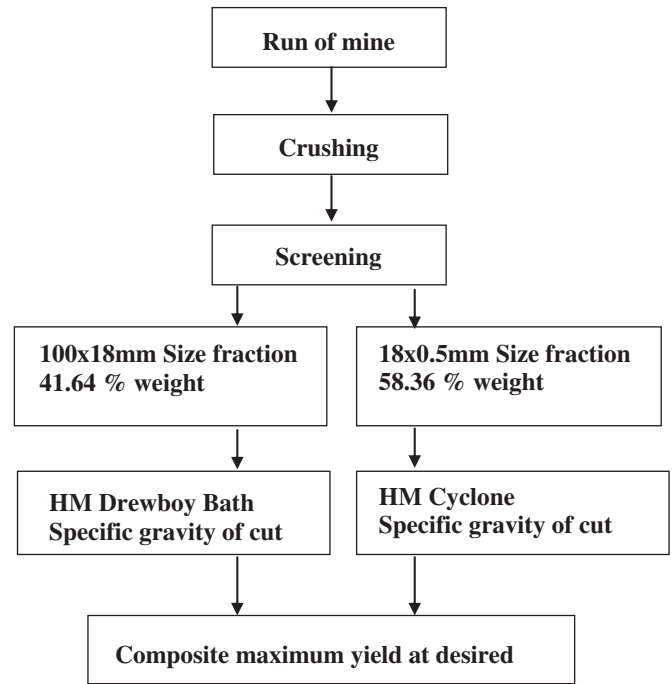 Run of mine
Crushing
Screening
100x18mm Size fraction
41.64 % weight
18x0.5mm Size fraction
58.36 % weight
HM Drewboy Bath
Specific gravity of cut
HM Cyclone
Specific gravity of cut
Composite maximum yield at desired